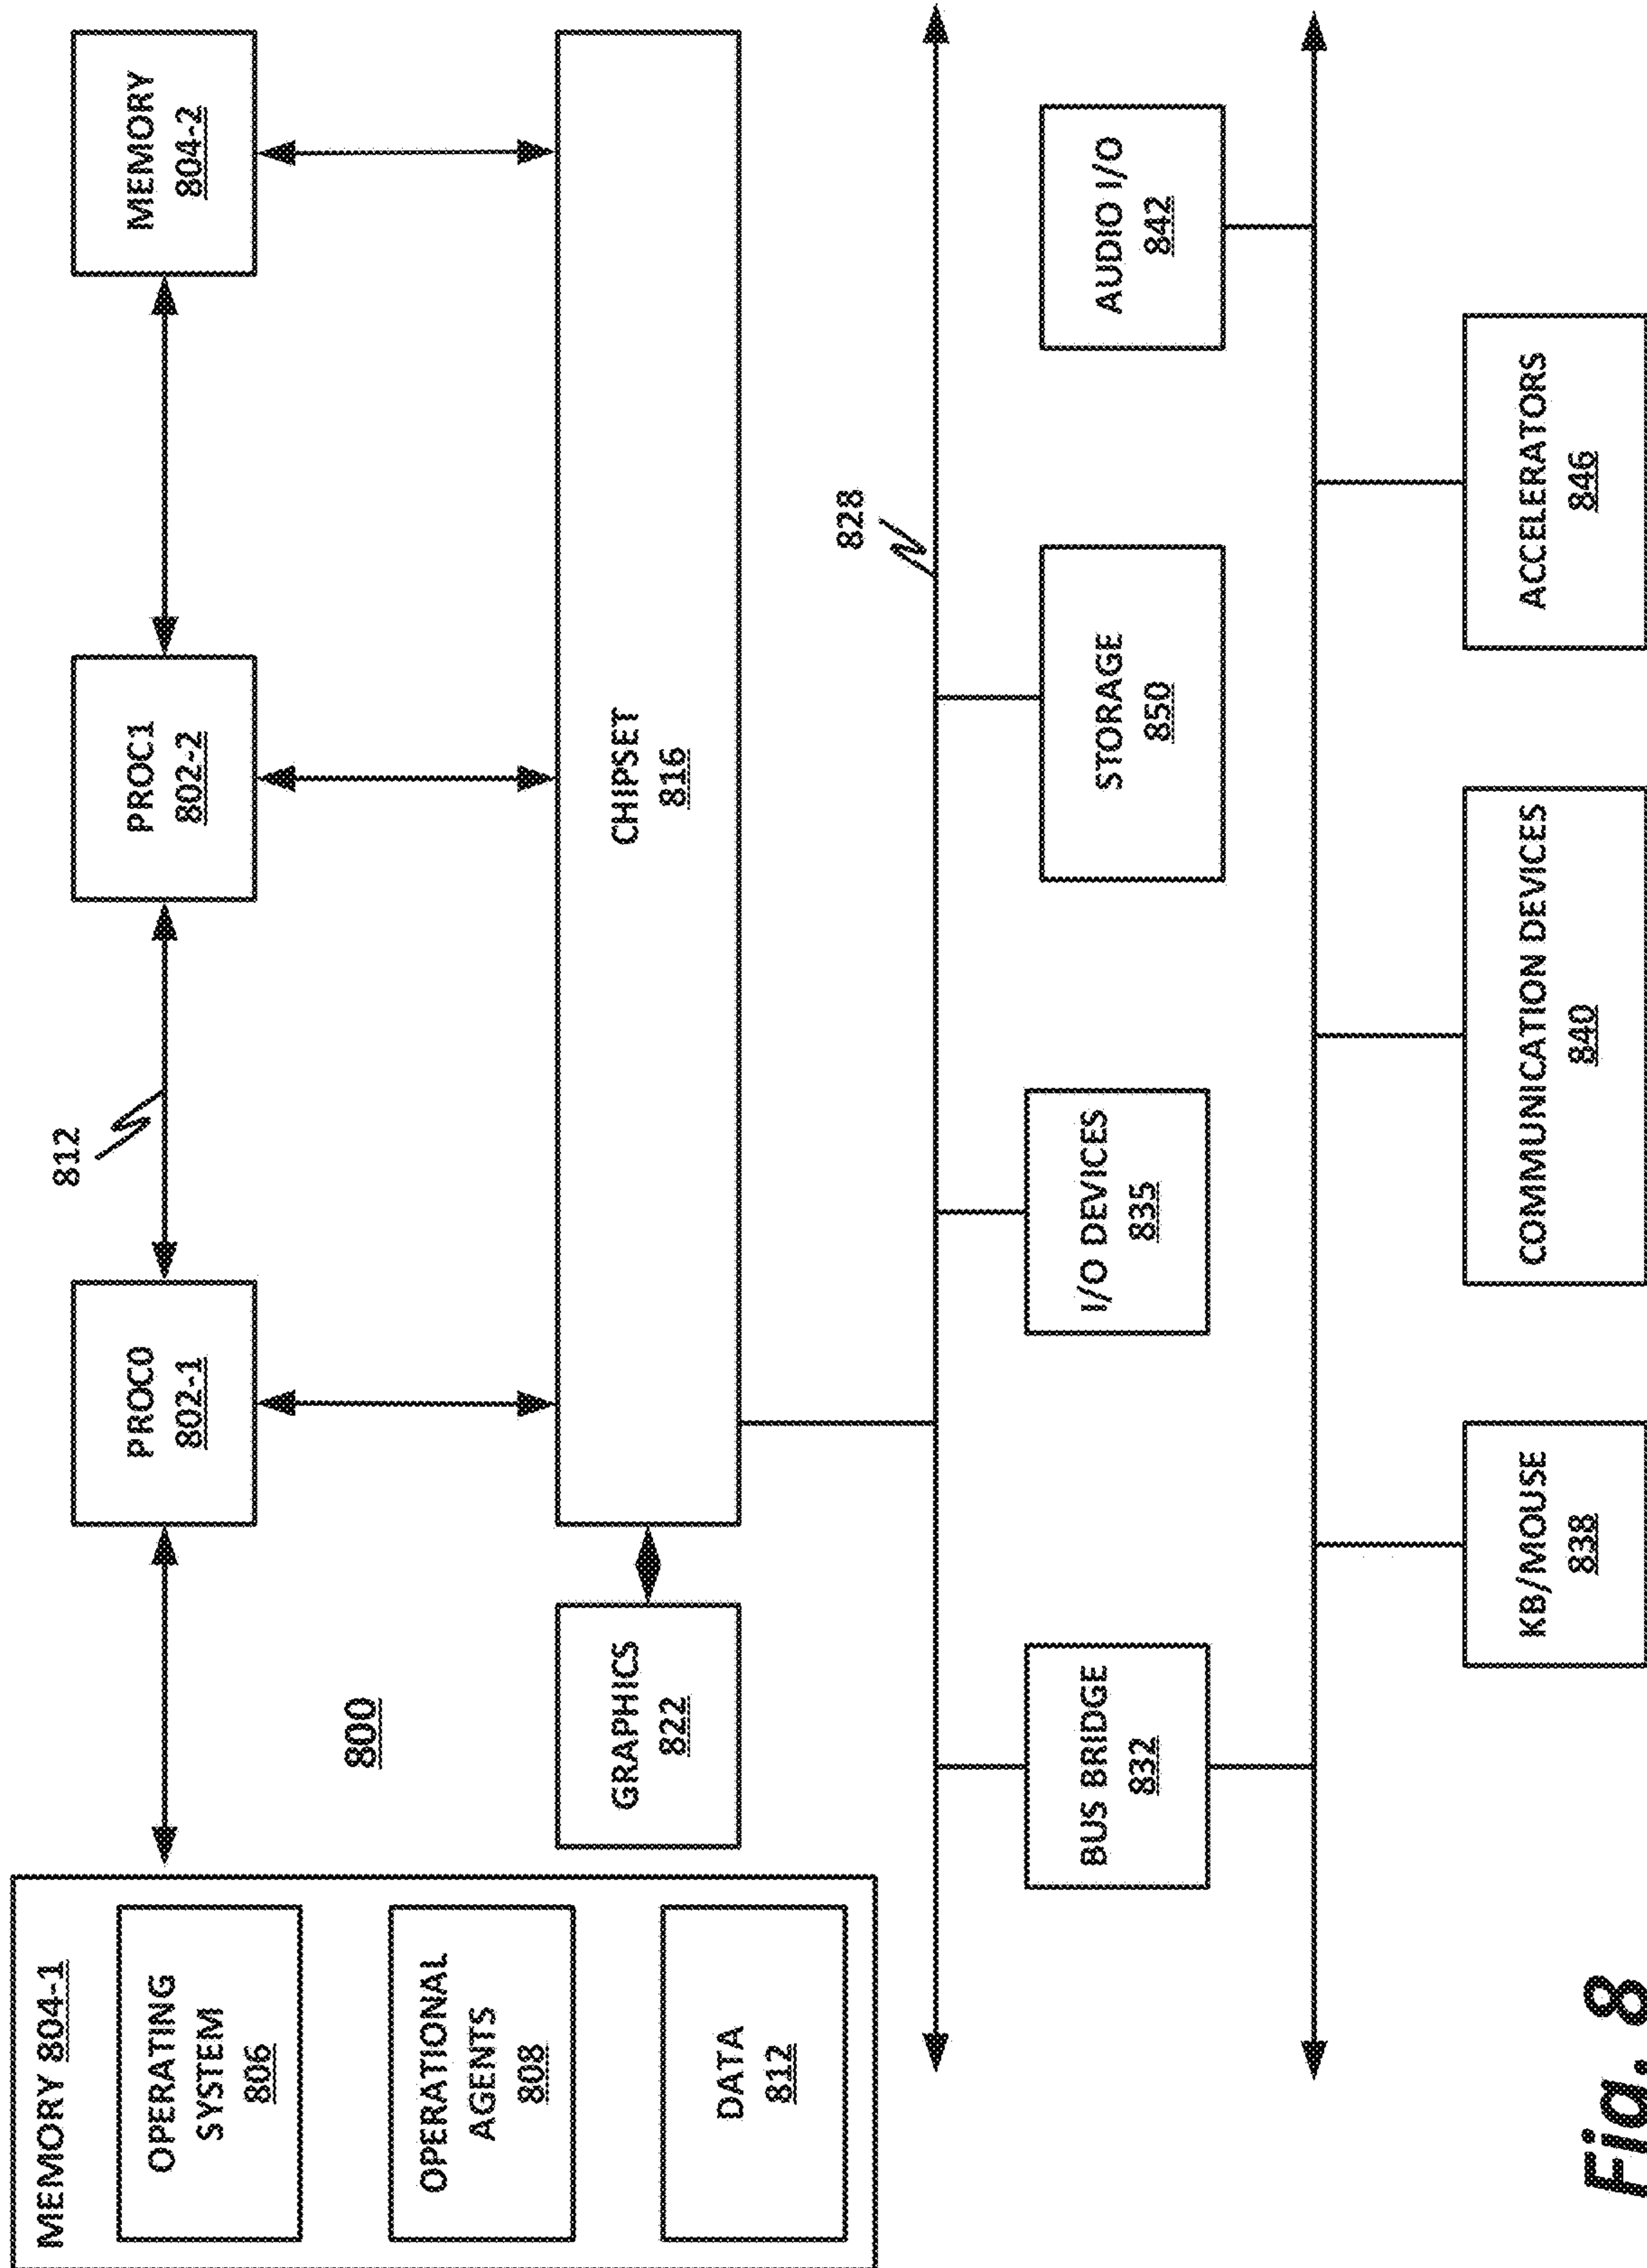 MEMORY 804-1
OPERATING
SYSTEM
806
OPERATIONAL
AGENTS
808
DATA
812
800
PROC0
802-1
812
PROC1
802-2
MEMORY
804-2
GRAPHICS
822
CHIPSET
816
828
BUS BRIDGE
832
I/O DEVICES
835
STORAGE
850
AUDIO I/O
842
KB/MOUSE
838
COMMUNICATION DEVICES
840
ACCELERATORS
846
Fig. 8